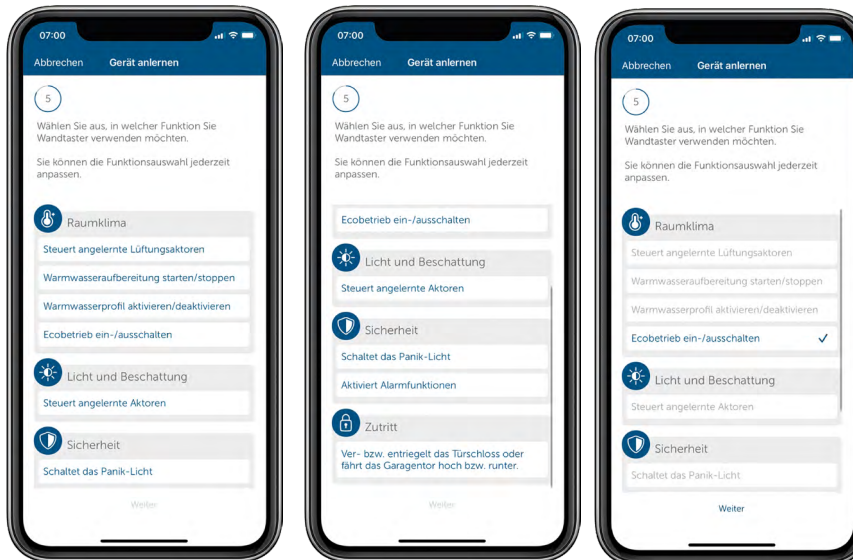 07:00
Abbrechen Gerät anlernen
5
Wählen Sie aus, in welcher Funktion Sie
Wandtaster verwenden möchten.
Sie können die Funktionsauswahl jederzeit
anpassen.
Raumklima
Steuert angelernte Lüftungsaktoren
Warmwasseraufbereitung starten/stoppen
Warmwasserprofil aktivieren/deaktivieren
Ecobetrieb ein-/ausschalten
Licht und Beschattung
Steuert angelernte Aktoren
Sicherheit
Schaltet das Panik-Licht
Weiter
07:00
Abbrechen Gerät anlernen
5
Wählen Sie aus, in welcher Funktion Sie
Wandtaster verwenden möchten.
Sie können die Funktionsauswahl jederzeit
anpassen.
Ecobetrieb ein-/ausschalten
Licht und Beschattung
Steuert angelernte Aktoren
Sicherheit
Schaltet das Panik-Licht
Aktiviert Alarmfunktionen
Zutritt
Ver- bzw. entriegelt das Türschloss oder
fährt das Garagentor hoch bzw. runter.
Weiter
07:00
Abbrechen Gerät anlernen
5
Wählen Sie aus, in welcher Funktion Sie
Wandtaster verwenden möchten.
Sie können die Funktionsauswahl jederzeit
anpassen.
Raumklima
Steuert angelernte Lüftungsaktoren
Warmwasseraufbereitung starten/stoppen
Warmwasserprofil aktivieren/deaktivieren
Ecobetrieb ein-/ausschalten
Licht und Beschattung
Steuert angelernte Aktoren
Sicherheit
Schaltet das Panik-Licht
Weiter